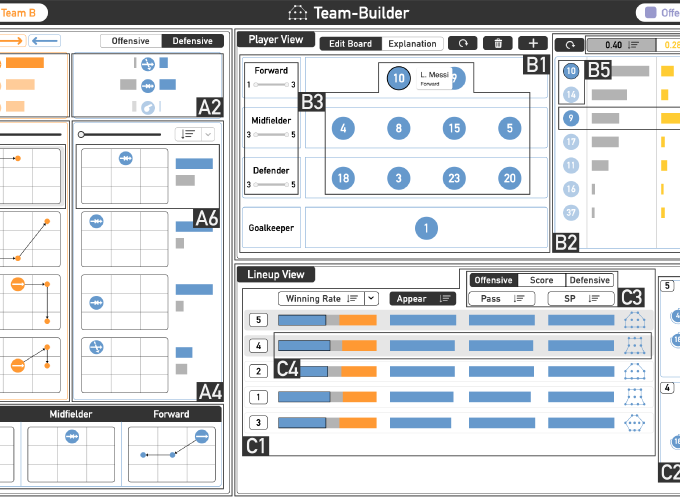 Team B
Team-Builder
Offe
Offensive
Defensive
A2
A6
A4
Midfielder
Forward
Player View
Edit Board
Explanation
B1
Forward
1
3
B3
10
L. Messi
Forward
9
Midfielder
3
5
4
8
15
5
Defender
3
5
18
3
23
20
Goalkeeper
1
0.40
0.28
B5
10
14
9
17
11
16
37
B2
Lineup View
Offensive
Score
Defensive
Winning Rate
Appear
Pass
SP
C3
5
4
C4
2
1
3
C1
5
4
18
4
16
C2